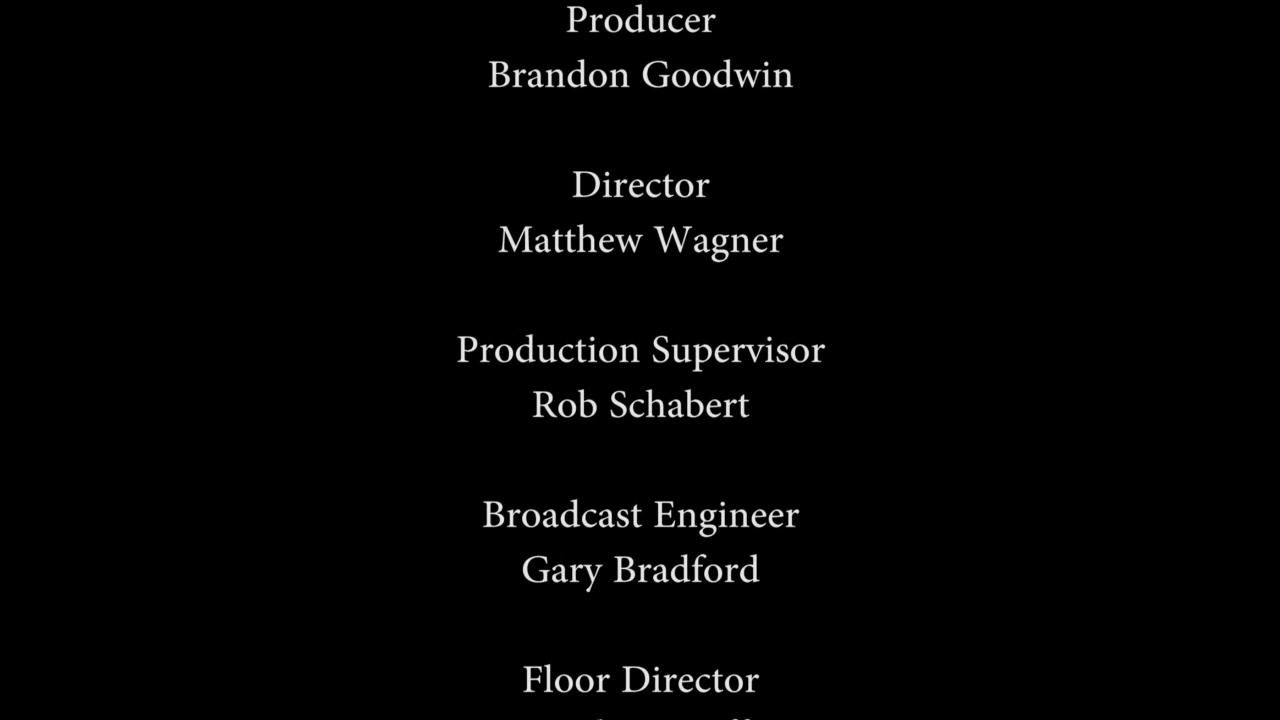 Producer
Brandon Goodwin
Director
Matthew Wagner
Production Supervisor
Rob Schabert
Broadcast Engineer
Gary Bradford
Floor Director